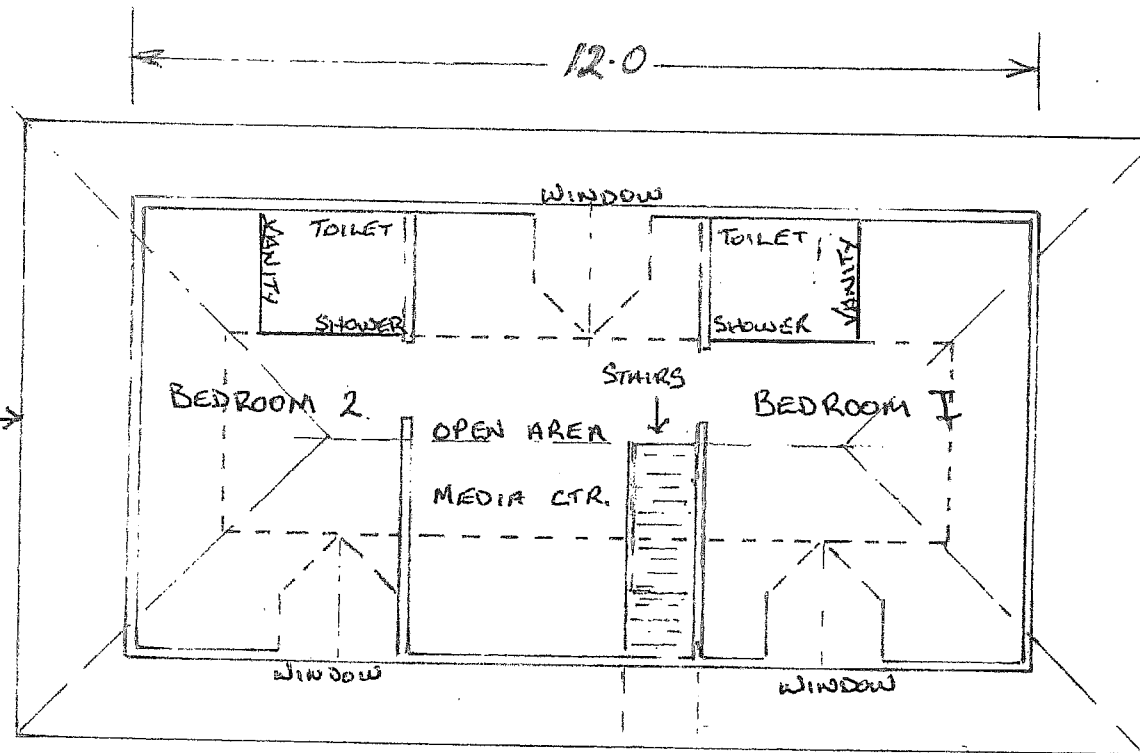 12.0
WINDOW
TOILET
VANITY
SHOWER
TOILET
VANITY
SHOWER
STAIRS
BEDROOM 2.
BEDROOM I
OPEN AREA
MEDIA CTR.
WINDOW
WINDOW